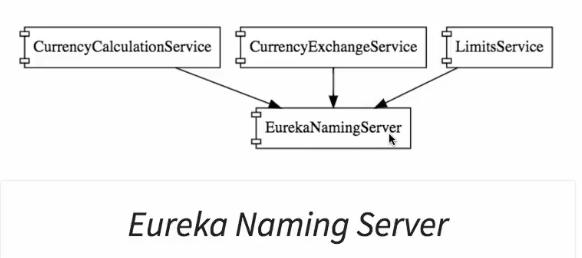 CurrencyCalculationService
CurrencyExchangeService
LimitsService
EurekaNamingServer
Eureka Naming Server